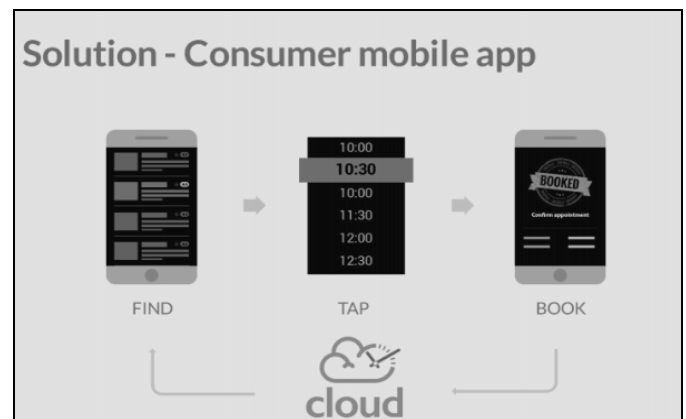 Solution - Consumer mobile app
10:00
10:30
10:00
11:30
12:00
12:30
BOOKED
Confirm appointment
FIND
TAP
BOOK
cloud